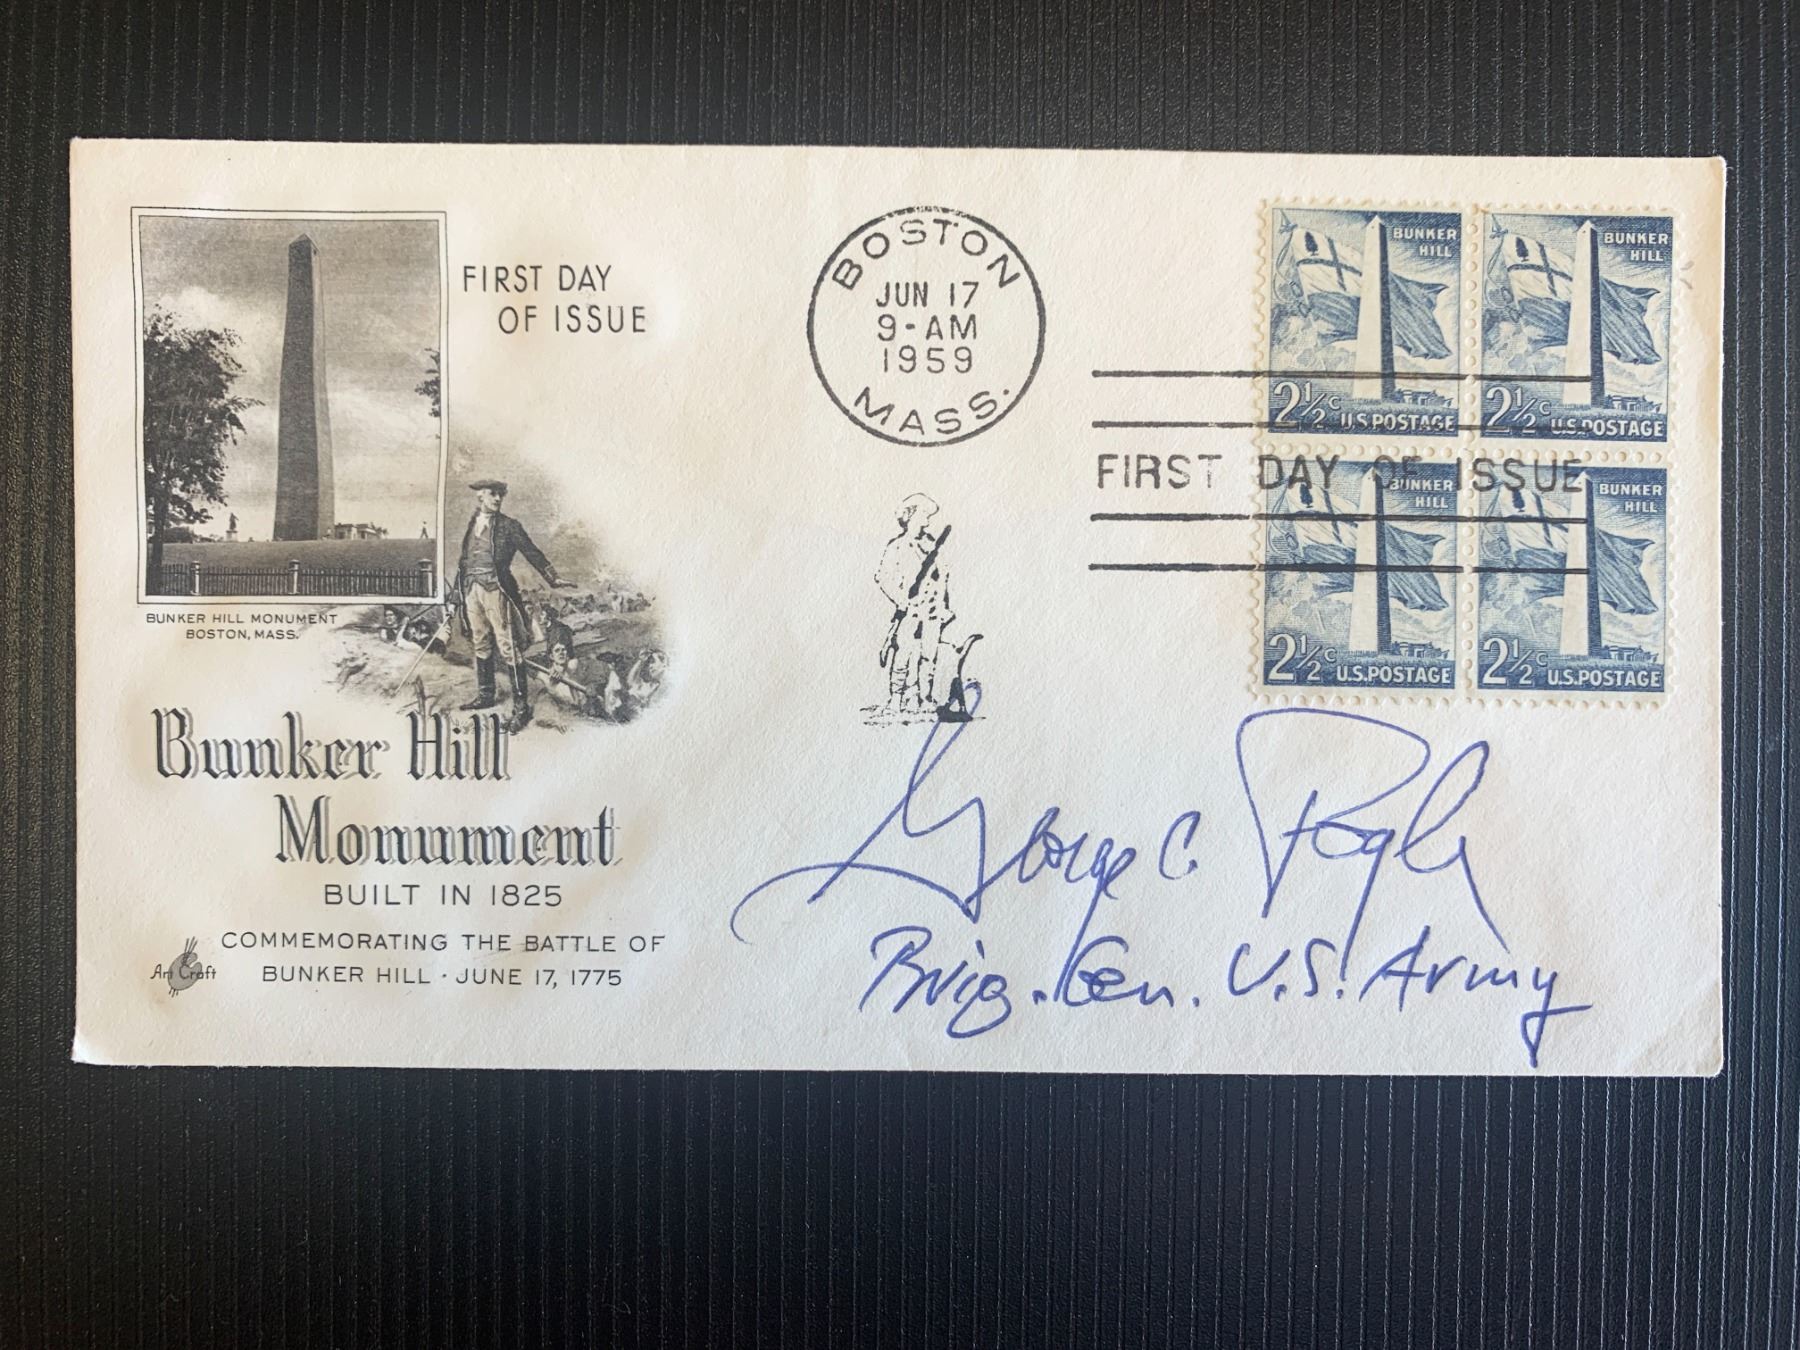 FIRST DAY
OF ISSUE
BUNKER HILL MONUMENT
BOSTON, MASS.
Bunker Hill
Monument
BUILT IN 1825
COMMEMORATING THE BATTLE OF
BUNKER HILL · JUNE 17, 1775
Art Craft
BOSTON
JUN 17
9-AM
1959
MASS.
FIRST DAY OF ISSUE
BUNKER
HILL
2½c U.S.POSTAGE
BUNKER
HILL
2½c U.S.POSTAGE
BUNKER
HILL
2½c U.S.POSTAGE
BUNKER
HILL
2½c U.S.POSTAGE
George C.
Brig. Gen. U.S. Army